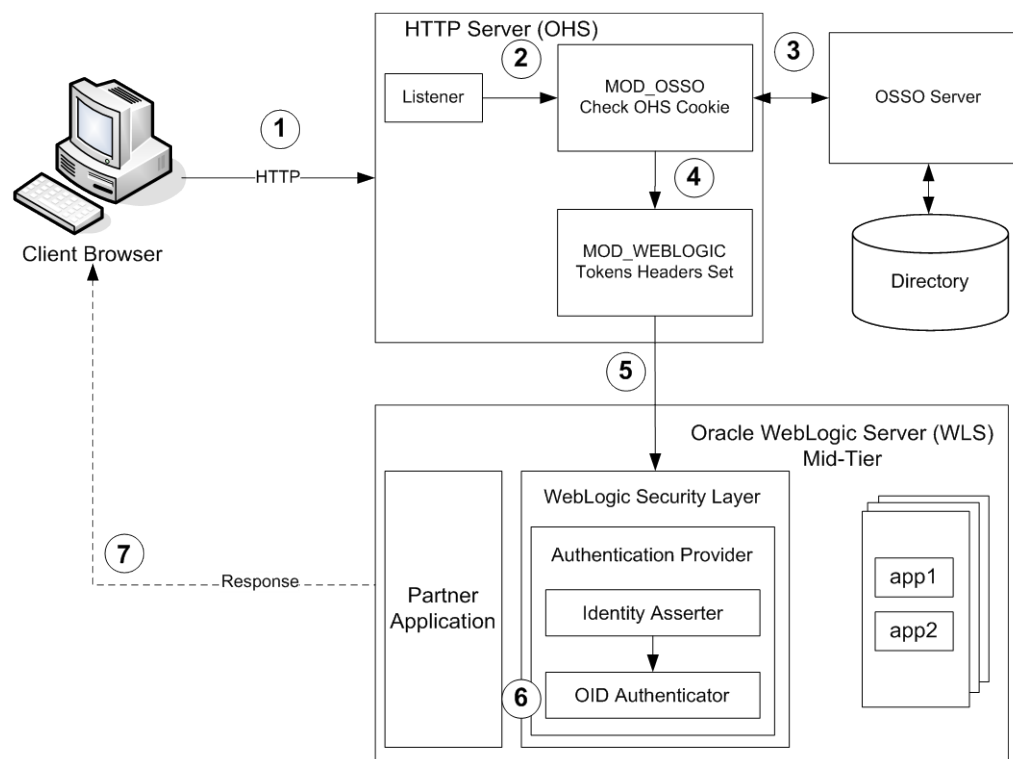 HTTP Server (OHS)
1
2
3
Listener
MOD_OSSO
Check OHS Cookie
OSSO Server
HTTP
4
Client Browser
MOD_WEBLOGIC
Tokens Headers Set
Directory
5
Oracle WebLogic Server (WLS)
Mid-Tier
WebLogic Security Layer
Authentication Provider
7
Response
Partner
Application
Identity Asserter
OID Authenticator
6
app1
app2